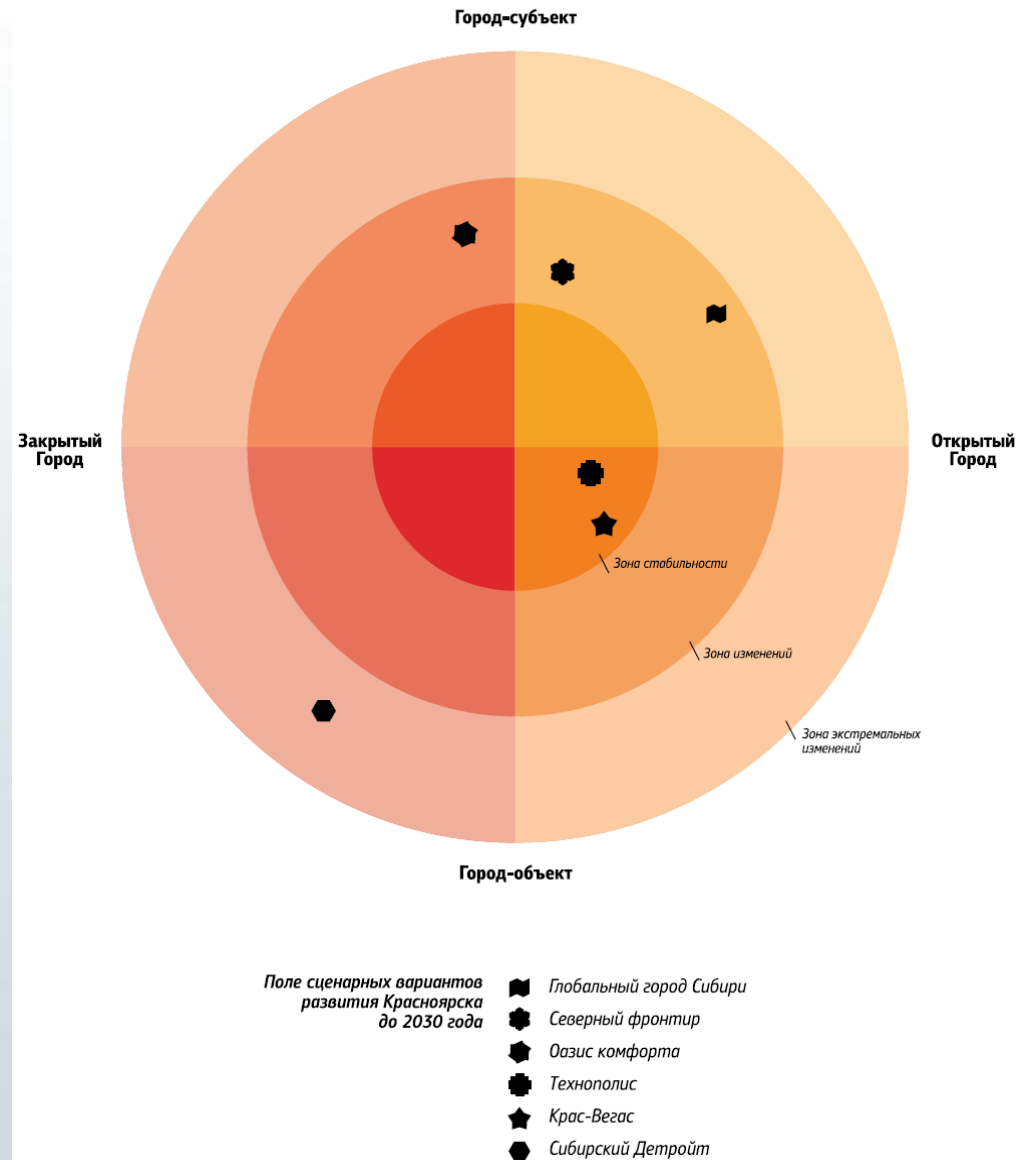 Город-субъект
Закрытый
Город
Открытый
Город
Зона стабильности
Зона изменений
Зона экстремальных
изменений
Город-объект
Поле сценарных вариантов
развития Красноярска
до 2030 года
Глобальный город Сибири
Северный фронтир
Оазис комфорта
Технополис
Крас-Вегас
Сибирский Детройт